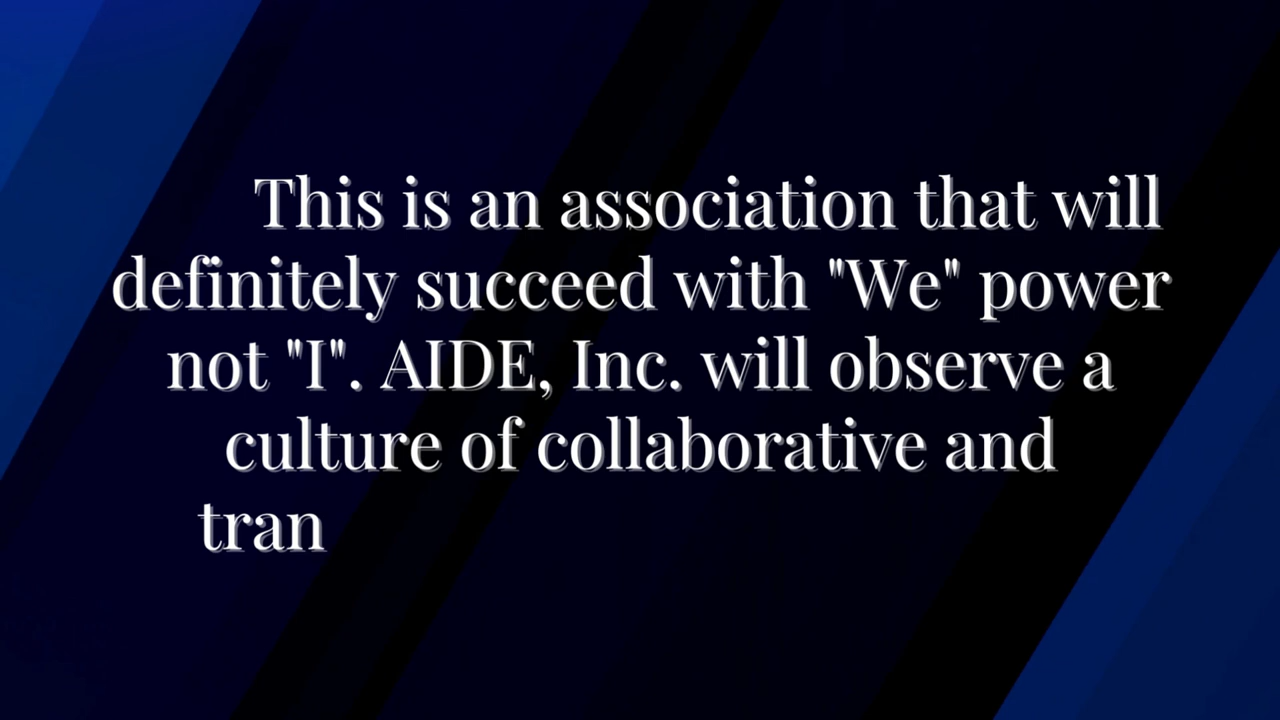 This is an association that will
definitely succeed with "We" power
not "I". AIDE, Inc. will observe a
culture of collaborative and
tran